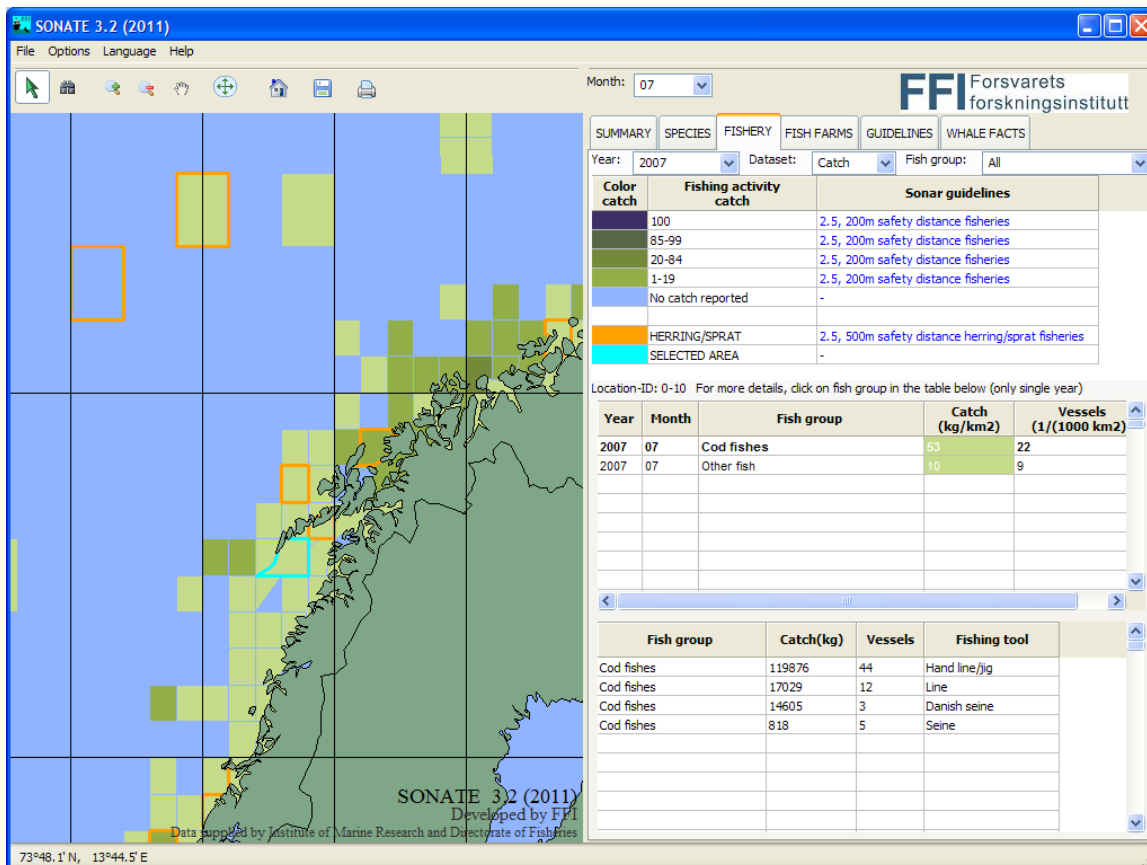 SONATE 3.2 (2011)
File Options Language Help
Month: 07
FFI Forsvarets forskningsinstitutt
SUMMARY SPECIES FISHERY FISH FARMS GUIDELINES WHALE FACTS
Year: 2007 Dataset: Catch Fish group: All
Color catch Fishing activity catch Sonar guidelines
100 2.5, 200m safety distance fisheries
85-99 2.5, 200m safety distance fisheries
20-84 2.5, 200m safety distance fisheries
1-19 2.5, 200m safety distance fisheries
No catch reported -
HERRING/SPRAT 2.5, 500m safety distance herring/sprat fisheries
SELECTED AREA -
Location-ID: 0-10 For more details, click on fish group in the table below (only single year)
Year Month Fish group Catch (kg/km2) Vessels (1/(1000 km2)
2007 07 Cod fishes 53 22
2007 07 Other fish 10 9
Fish group Catch(kg) Vessels Fishing tool
Cod fishes 119876 44 Hand line/jig
Cod fishes 17029 12 Line
Cod fishes 14605 3 Danish seine
Cod fishes 818 5 Seine
SONATE 3.2 (2011)
Developed by FFI
Data supplied by Institute of Marine Research and Directorate of Fisheries
73°48.1' N, 13°44.5' E